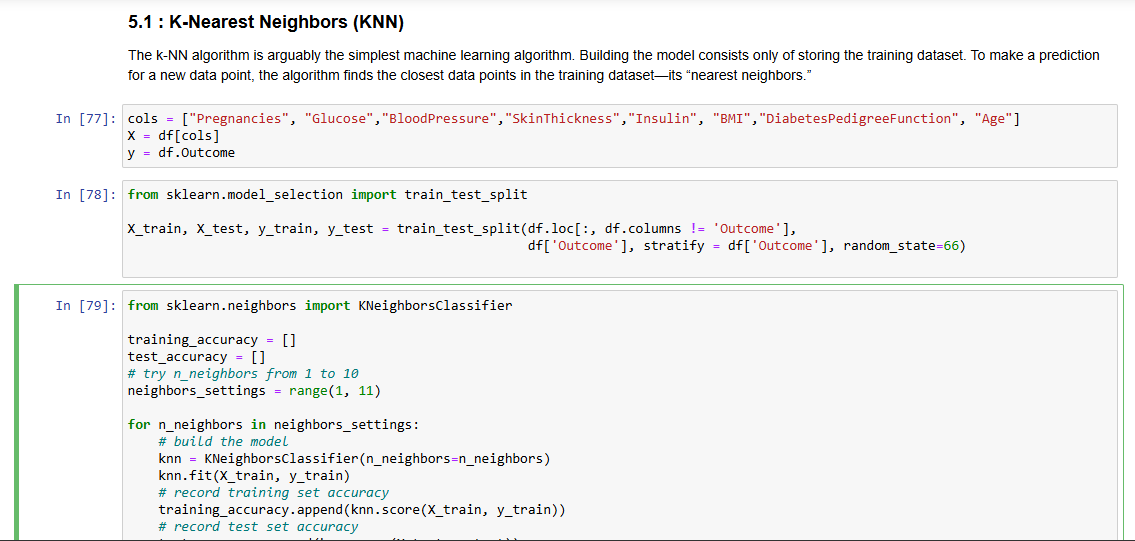 5.1 : K-Nearest Neighbors (KNN)
The k-NN algorithm is arguably the simplest machine learning algorithm. Building the model consists only of storing the training dataset. To make a prediction
for a new data point, the algorithm finds the closest data points in the training dataset—its “nearest neighbors.”
In [77]: cols = ["Pregnancies", "Glucose","BloodPressure","SkinThickness","Insulin", "BMI","DiabetesPedigreeFunction", "Age"]
X = df[cols]
y = df.Outcome
In [78]: from sklearn.model_selection import train_test_split
X_train, X_test, y_train, y_test = train_test_split(df.loc[:, df.columns != 'Outcome'],
df['Outcome'], stratify = df['Outcome'], random_state=66)
In [79]: from sklearn.neighbors import KNeighborsClassifier
training_accuracy = []
test_accuracy = []
# try n_neighbors from 1 to 10
neighbors_settings = range(1, 11)
for n_neighbors in neighbors_settings:
# build the model
knn = KNeighborsClassifier(n_neighbors=n_neighbors)
knn.fit(X_train, y_train)
# record training set accuracy
training_accuracy.append(knn.score(X_train, y_train))
# record test set accuracy